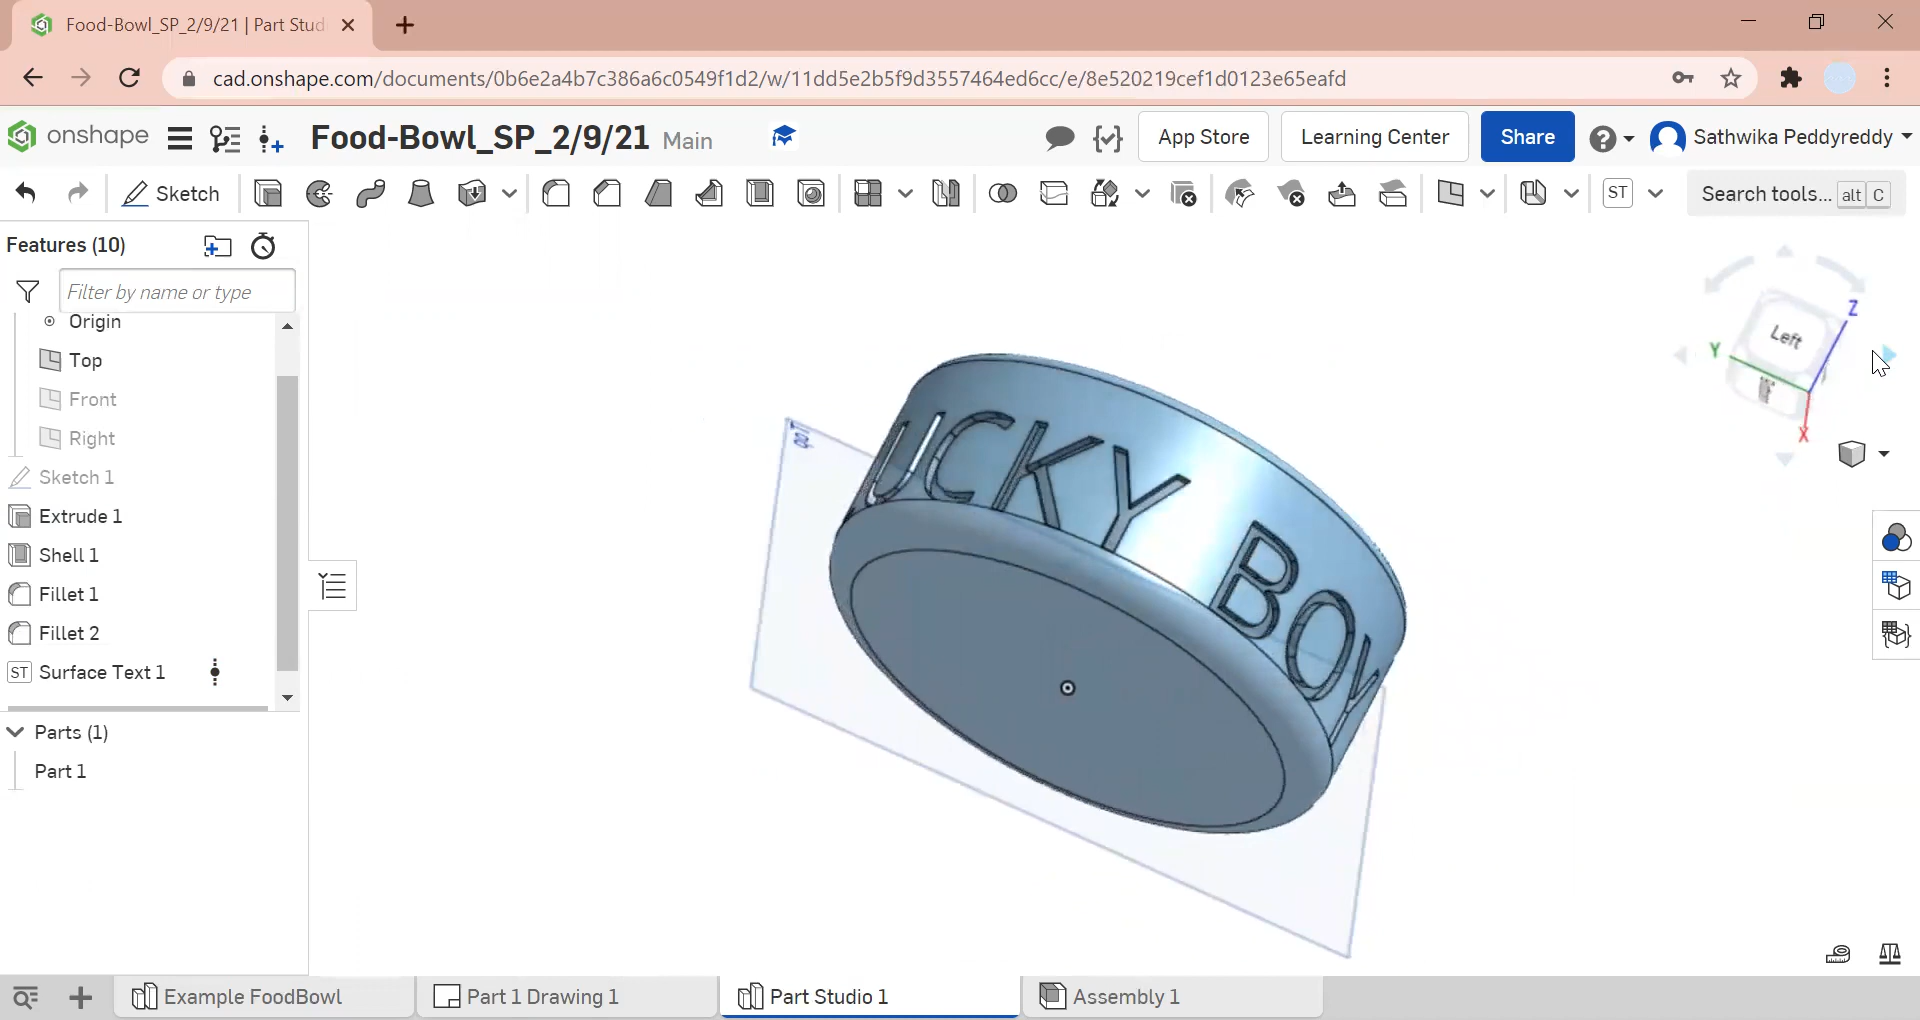 Food-Bowl_SP_2/9/21 | Part Stud
cad.onshape.com/documents/0b6e2a4b7c386a6c0549f1d2/w/11dd5e2b5f9d3557464ed6cc/e/8e520219cef1d0123e65eafd
onshape Food-Bowl_SP_2/9/21 Main App Store Learning Center Share Sathwika Peddyreddy
Sketch ST Search tools... alt C
Features (10)
Filter by name or type
Origin
Top
Front
Right
Sketch 1
Extrude 1
Shell 1
Fillet 1
Fillet 2
ST Surface Text 1
Parts (1)
Part 1
UCKY BOY
Top
Left
Z
Y
X
Example FoodBowl Part 1 Drawing 1 Part Studio 1 Assembly 1